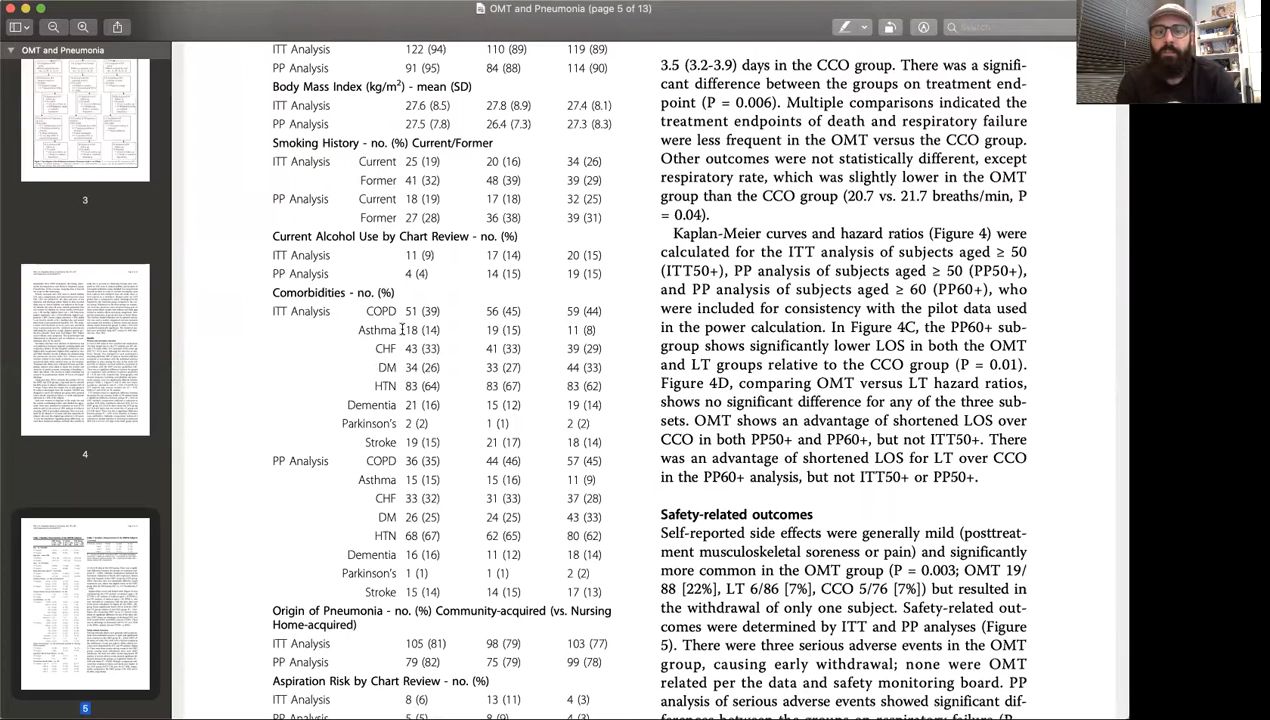 OMT and Pneumonia (page 5 of 13)
Search
OMT and Pneumonia
3
4
5
ITT Analysis 122 (94) 110 (89) 119 (89)
PP Analysis 91 (95) 84 (88) 114 (90)
Body Mass Index (kg/m2) - mean (SD)
ITT Analysis 27.6 (8.5) 27.8 (8.9) 27.4 (8.1)
PP Analysis 27.5 (7.8) 26.4 (7.3) 27.3 (8.3)
Smoking History - no. (%) Current/Former
ITT Analysis Current 25 (19) 20 (16) 34 (26)
Former 41 (32) 48 (39) 39 (29)
PP Analysis Current 18 (19) 17 (18) 32 (25)
Former 27 (28) 36 (38) 39 (31)
Current Alcohol Use by Chart Review - no. (%)
ITT Analysis 11 (9) 17 (14) 20 (15)
PP Analysis 4 (4) 14 (15) 19 (15)
Comorbidities - no. (%)
ITT Analysis COPD 51 (39) 56 (45) 59 (44)
Asthma 18 (14) 18 (15) 11 (8)
CHF 43 (33) 39 (29)
DM 34 (26) 44 (33)
HTN 83 (64) 83 (67) 83 (62)
Dementia 21 (16) 19 (14)
Parkinson's 2 (2) 1 (1) 2 (2)
Stroke 19 (15) 21 (17) 18 (14)
PP Analysis COPD 36 (35) 44 (46) 57 (45)
Asthma 15 (15) 15 (16) 11 (9)
CHF 33 (32) 31 (33) 37 (28)
DM 26 (25) 24 (25) 43 (33)
HTN 68 (67) 62 (65) 80 (62)
Dementia 16 (16) 18 (14)
Parkinson's 1 (1) 2 (2)
Stroke 15 (14) 14 (15) 17 (13)
Origin of Pneumonia - no. (%) Community-acquired (vs. Nursing
Home-acquired)
ITT Analysis 105 (81) 103 (77)
PP Analysis 79 (82) 99 (78)
Aspiration Risk by Chart Review - no. (%)
ITT Analysis 8 (6) 13 (11) 4 (3)
PP Analysis 5 (5) 8 (9) 4 (3)
3.5 (3.2-3.9) days in the CCO group. There was a signifi-
cant difference between the groups on treatment end-
point (P = 0.006). Multiple comparisons indicated the
treatment endpoints of death and respiratory failure
were less frequent in the OMT versus the CCO group.
Other outcomes were not statistically different, except
respiratory rate, which was slightly lower in the OMT
group than the CCO group (20.7 vs. 21.7 breaths/min, P
= 0.04).
Kaplan-Meier curves and hazard ratios (Figure 4) were
calculated for the ITT analysis of subjects aged ≥ 50
(ITT50+), PP analysis of subjects aged ≥ 50 (PP50+),
and PP analysis of subjects aged ≥ 60 (PP60+), who
were included for consistency with the pilot data used
in the power calculation. In Figure 4C, the PP60+ sub-
group shows significantly lower LOS in both the OMT
and LT groups relative to the CCO group (P = 0.01).
Figure 4D, comparing OMT versus LT hazard ratios,
shows no significant difference for any of the three sub-
sets. OMT shows an advantage of shortened LOS over
CCO in both PP50+ and PP60+, but not ITT50+. There
was an advantage of shortened LOS for LT over CCO
in the PP60+ analysis, but not ITT50+ or PP50+.
Safety-related outcomes
Self-reported side effects were generally mild (posttreat-
ment musculoskeletal soreness or pain) and significantly
more common in the OMT group (P = 0.003; OMT 19/
88 [22%], LT 6/86 [7%], CCO 5/76 [7%]) but resulted in
the withdrawal of only one subject. Safety-related out-
comes were determined by ITT and PP analyses (Figure
5). There were three serious adverse events in the OMT
group, causing withdrawal; none were OMT
related per the data and safety monitoring board. PP
analysis of serious adverse events showed significant dif-
ferences between the groups on respiratory failure (P